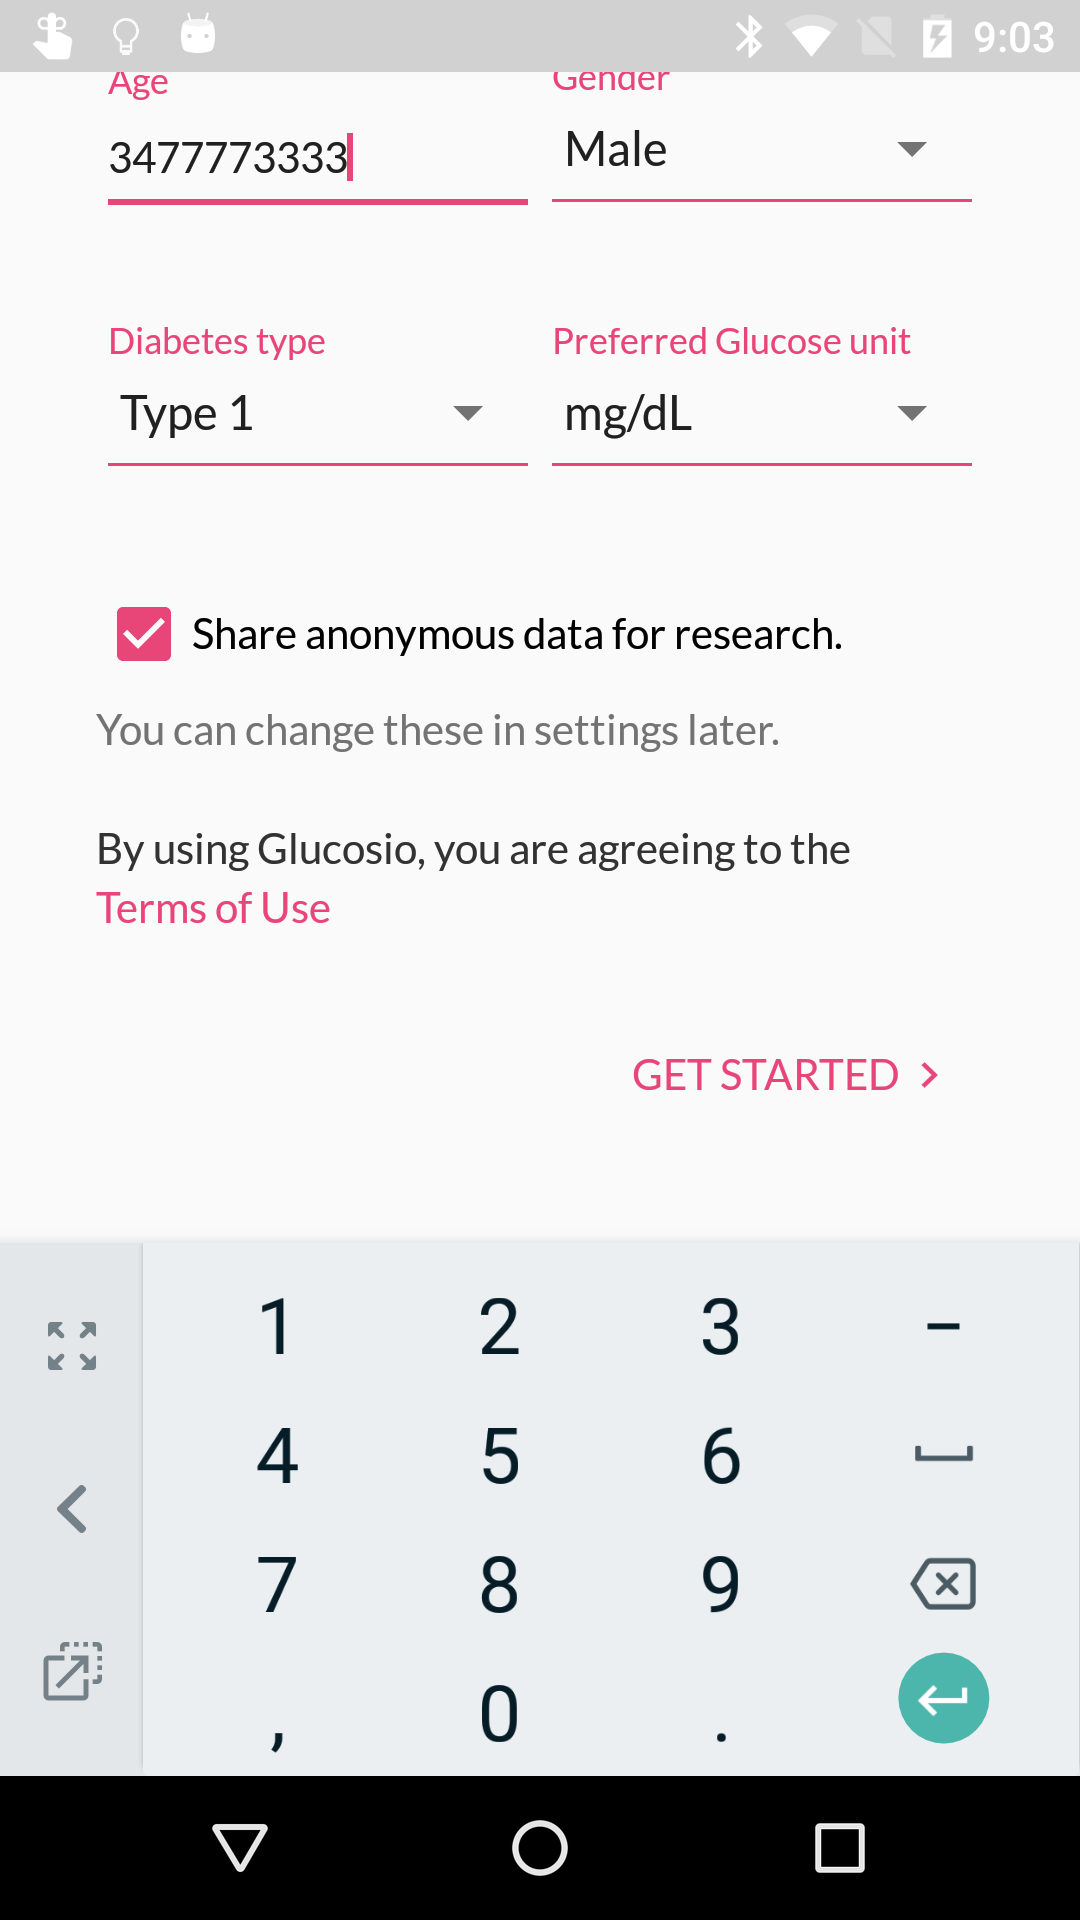 9:03
Age
Gender
3477773333
Male
Diabetes type
Preferred Glucose unit
Type 1
mg/dL
Share anonymous data for research.
You can change these in settings later.
By using Glucosio, you are agreeing to the
Terms of Use
GET STARTED
1 2 3 -
4 5 6
7 8 9
, 0 .